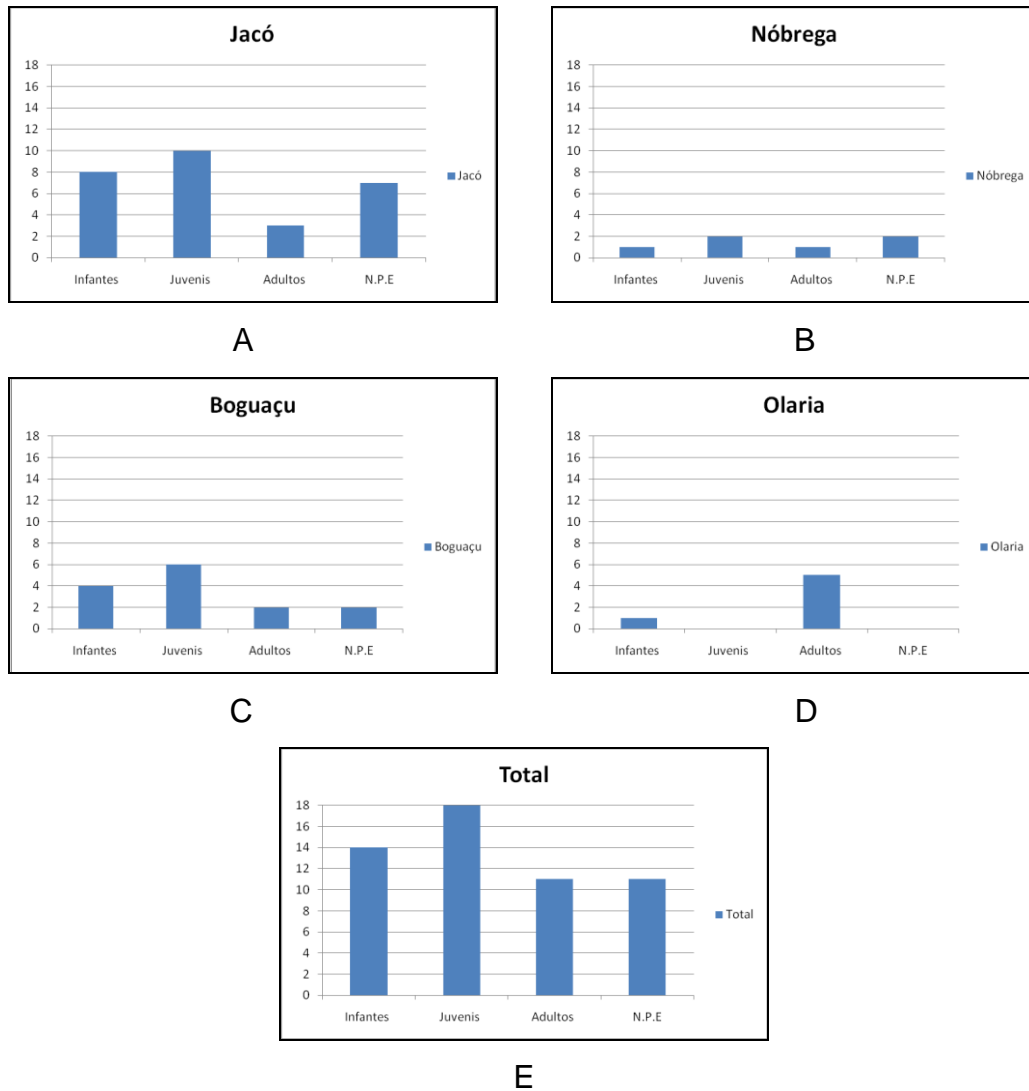 Jacó
18
16
14
12
10
8
6
4
2
0
Infantes Juvenis Adultos N.P.E
Jacó
A
Nóbrega
18
16
14
12
10
8
6
4
2
0
Infantes Juvenis Adultos N.P.E
Nóbrega
B
Boguaçu
18
16
14
12
10
8
6
4
2
0
Infantes Juvenis Adultos N.P.E
Boguaçu
C
Olaria
18
16
14
12
10
8
6
4
2
0
Infantes Juvenis Adultos N.P.E
Olaria
D
Total
18
16
14
12
10
8
6
4
2
0
Infantes Juvenis Adultos N.P.E
Total
E